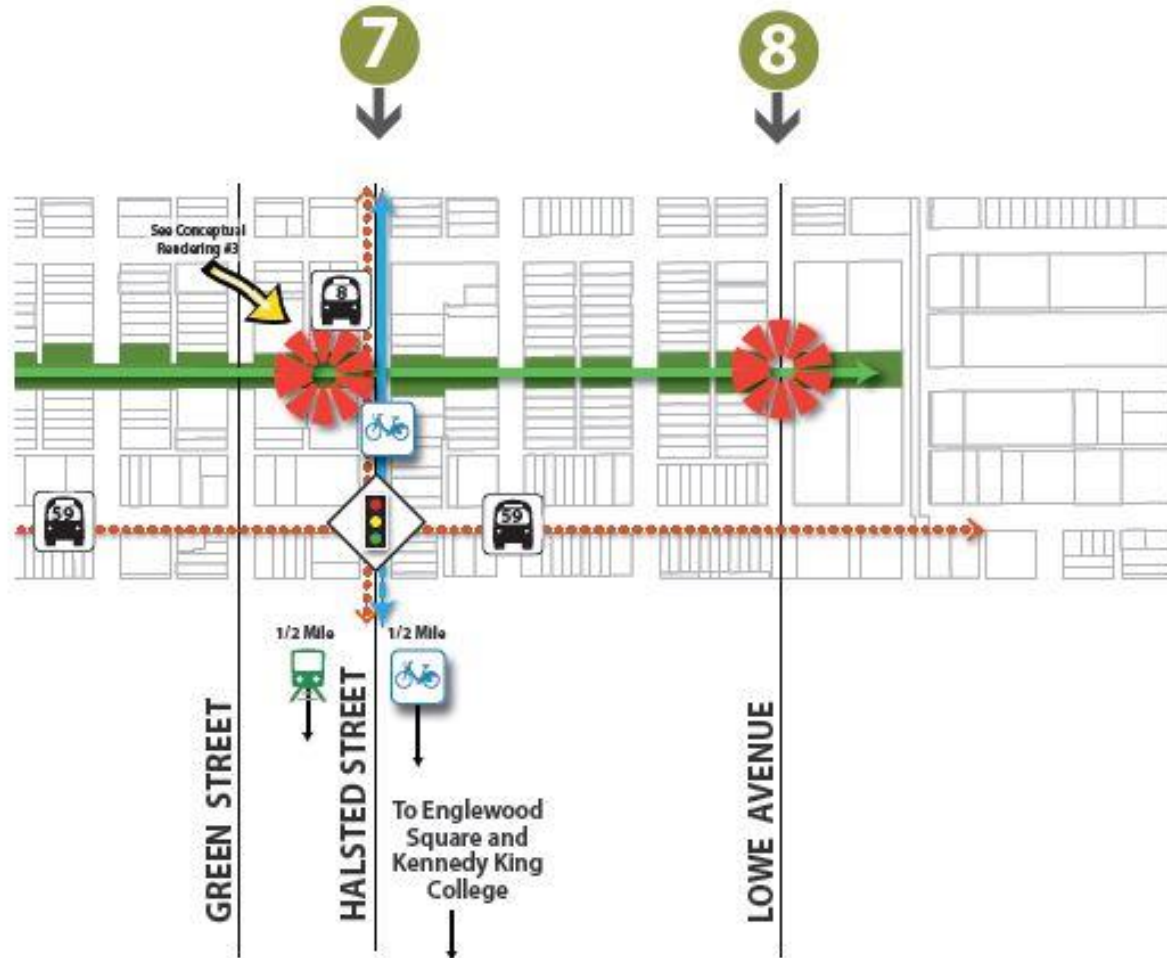 7
8
See Conceptual
Rendering #3
8
59
59
1/2 Mile
1/2 Mile
GREEN STREET
HALSTED STREET
To Englewood
Square and
Kennedy King
College
LOWE AVENUE